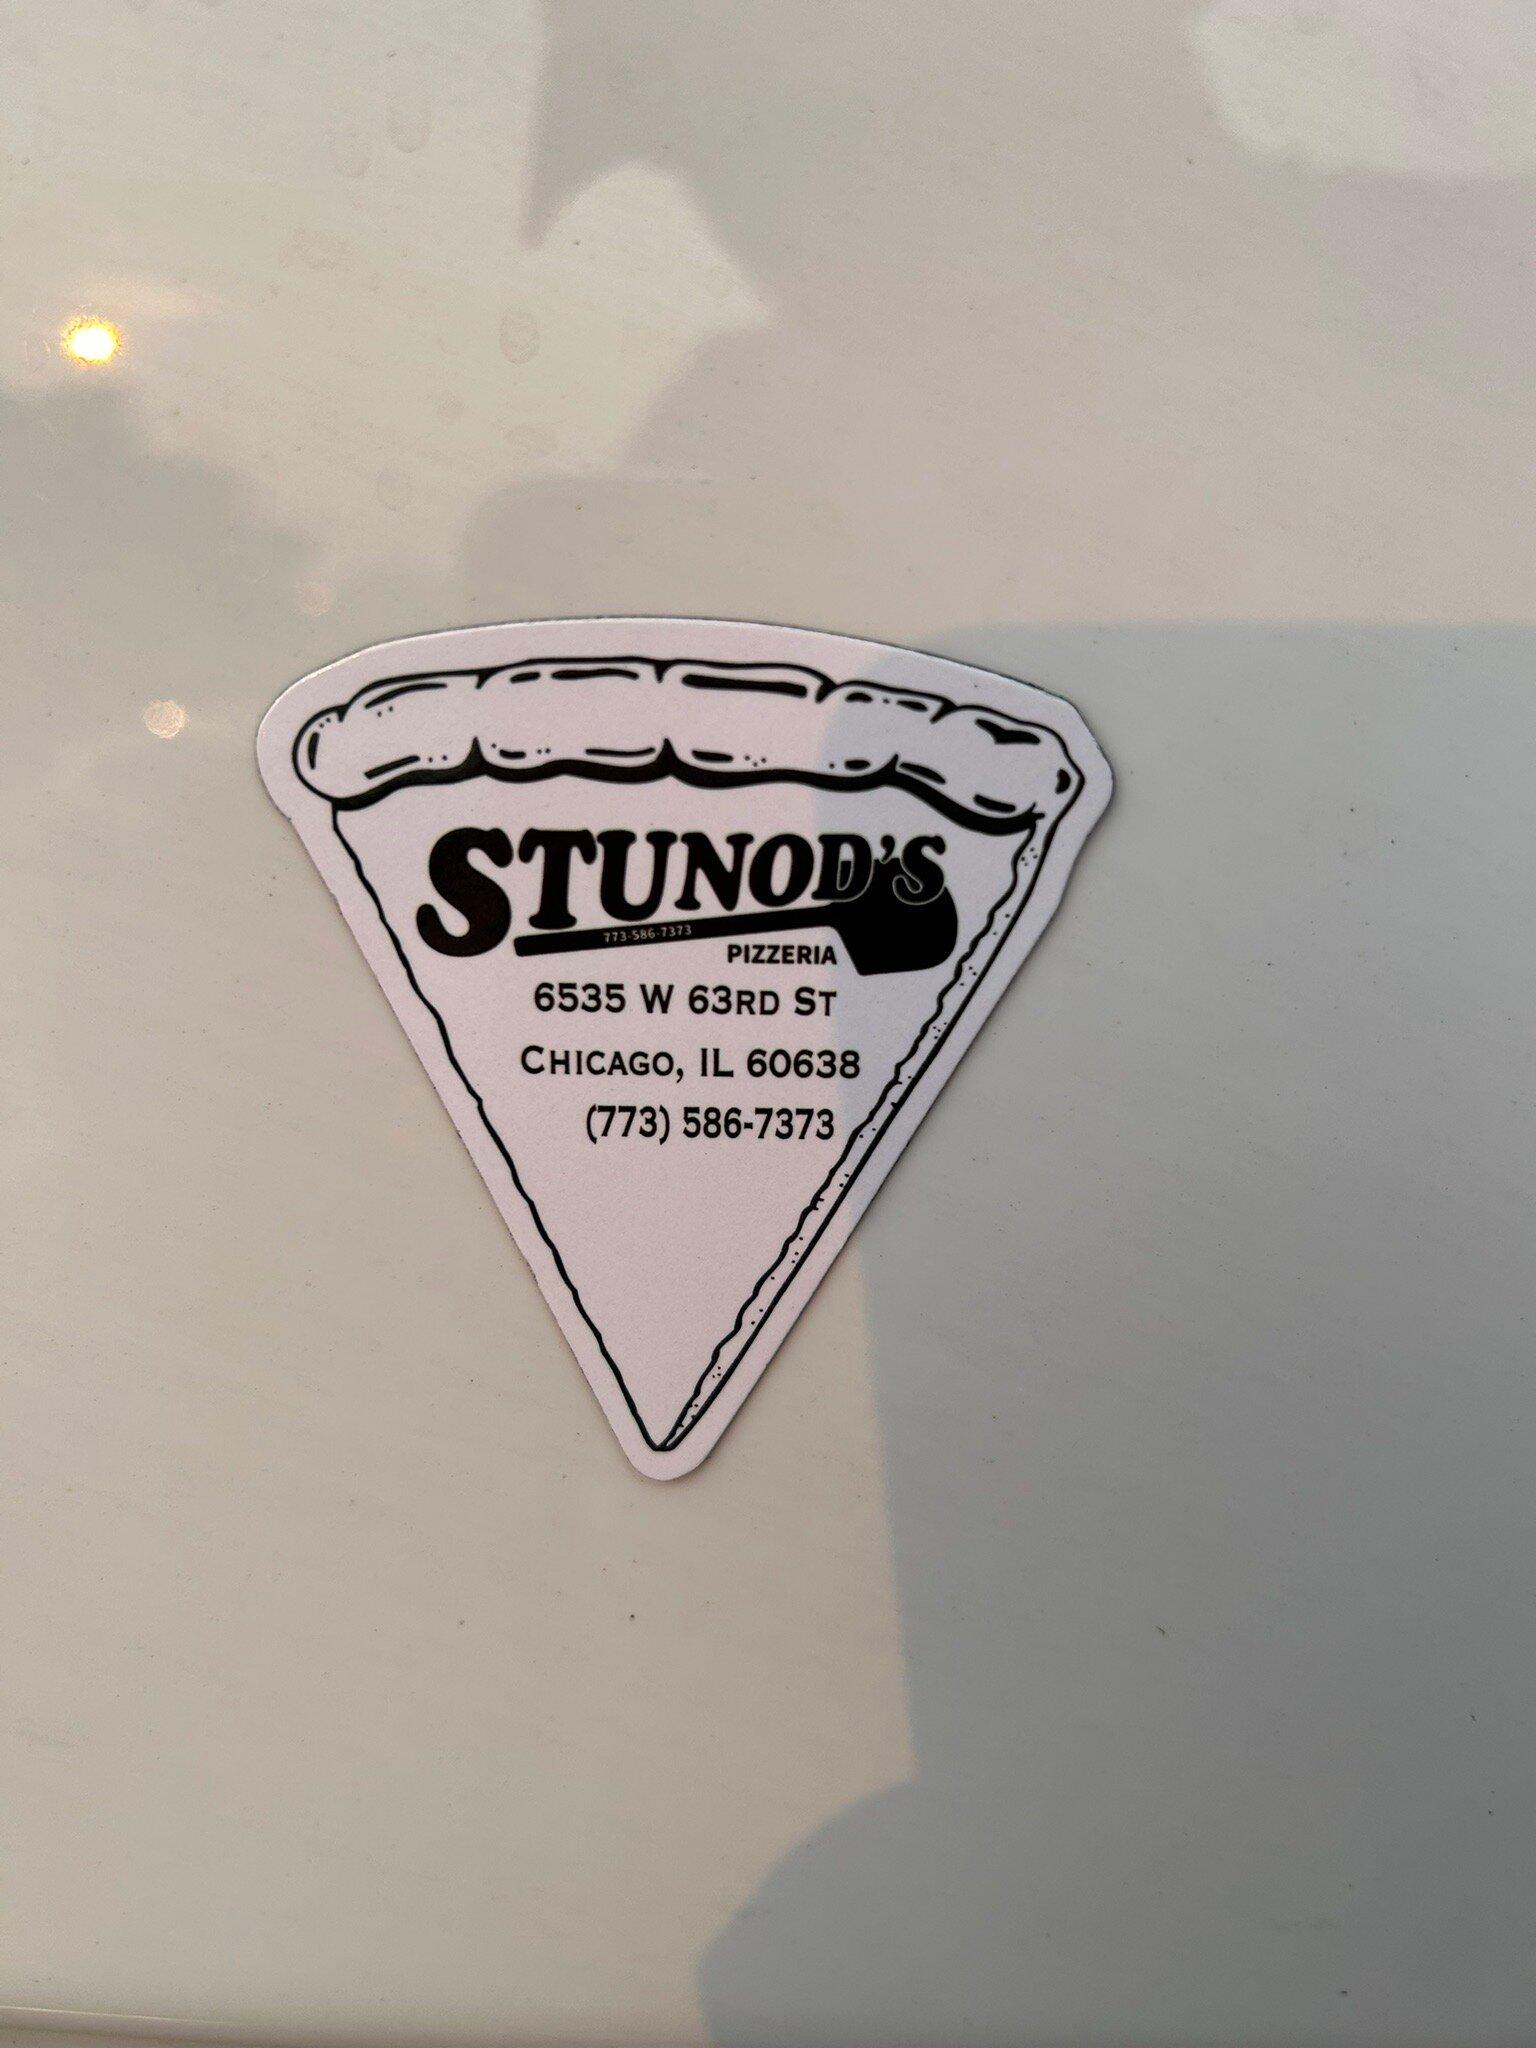 STUNOD'S
773-586-7373
PIZZERIA
6535 W 63RD ST
CHICAGO, IL 60638
(773) 586-7373